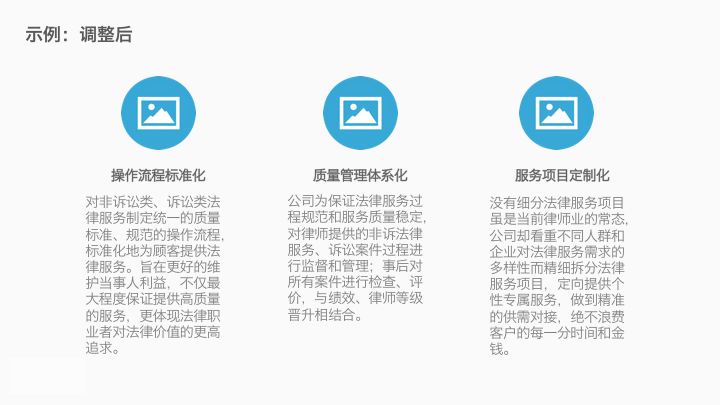 示例：调整后
操作流程标准化
对非诉讼类、诉讼类法
律服务制定统一的质量
标准、规范的操作流程,
标准化地为顾客提供法
律服务。旨在更好的维
护当事人利益，不仅最
大程度保证提供高质量
的服务，更体现法律职
业者对法律价值的更高
追求。
质量管理体系化
公司为保证法律服务过
程规范和服务质量稳定,
对律师提供的非诉法律
服务、诉讼案件过程进
行监督和管理；事后对
所有案件进行检查、评
价，与绩效、律师等级
晋升相结合。
服务项目定制化
没有细分法律服务项目
虽是当前律师业的常态,
公司却看重不同人群和
企业对法律服务需求的
多样性而精细拆分法律
服务项目，定向提供个
性专属服务，做到精准
的供需对接，绝不浪费
客户的每一分时间和金
钱。